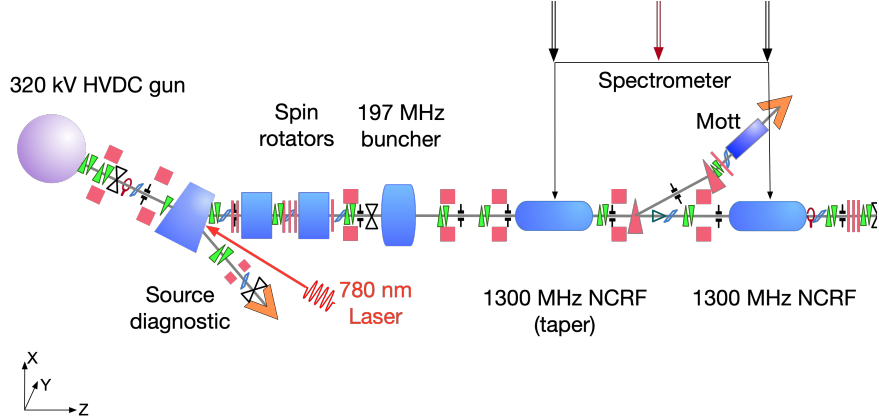 320 kV HVDC gun
Spin
rotators
197 MHz
buncher
Spectrometer
Mott
Source
diagnostic
780 nm
Laser
1300 MHz NCRF
(taper)
1300 MHz NCRF
X
Y
Z